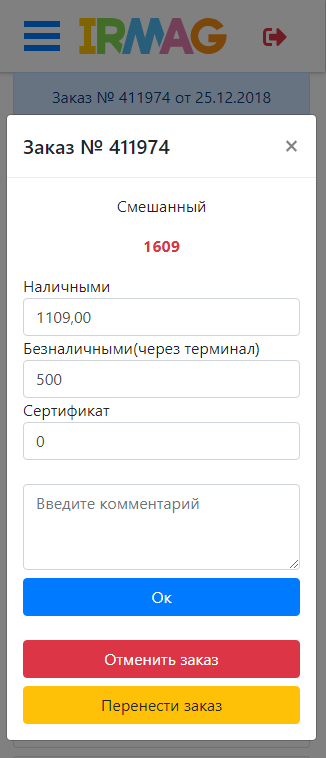 IRMAG
Заказ № 411974 от 25.12.2018
Заказ № 411974 ×
Смешанный
1609
Наличными
1109,00
Безналичными(через терминал)
500
Сертификат
0
Введите комментарий
Ок
Отменить заказ
Перенести заказ